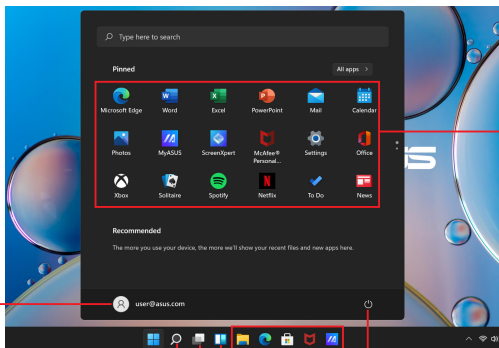 Type here to search
Pinned
All apps >
Microsoft Edge
Word
Excel
PowerPoint
Mail
Calendar
Photos
MyASUS
ScreenXpert
McAfee®
Personal...
Settings
Office
Xbox
Solitaire
Spotify
Netflix
To Do
News
Recommended
The more you use your device, the more we'll show your recent files and new apps here.
user@asus.com